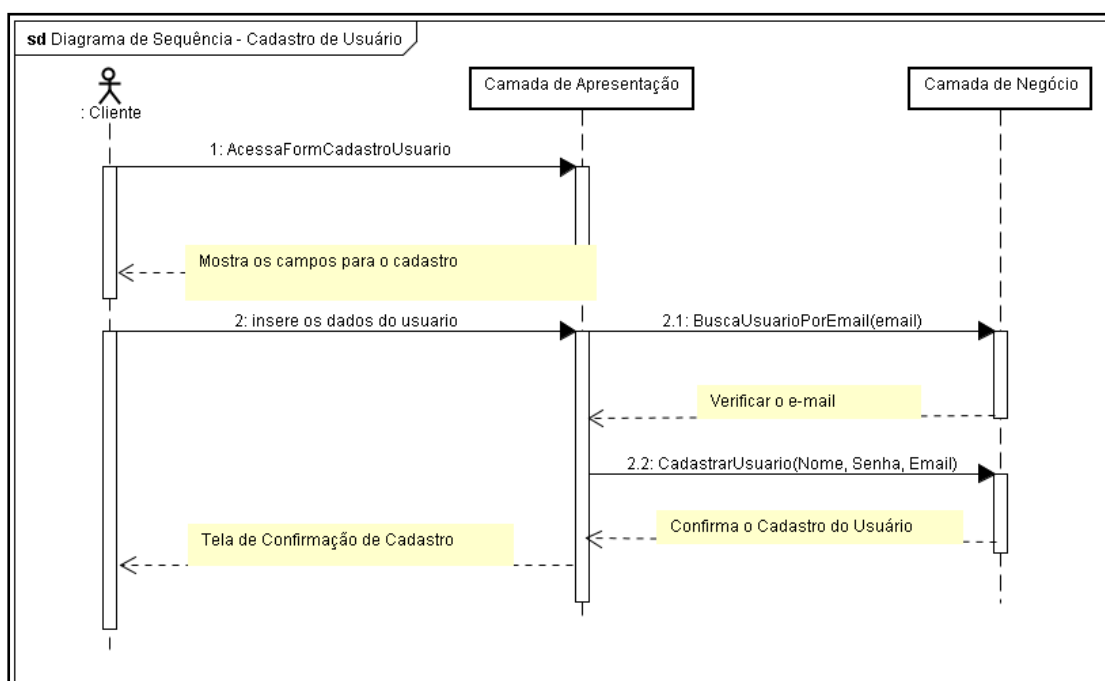 sd Diagrama de Sequência - Cadastro de Usuário
: Cliente
Camada de Apresentação
Camada de Negócio
1: AcessaFormCadastroUsuario
Mostra os campos para o cadastro
2: insere os dados do usuario
2.1: BuscaUsuarioPorEmail(email)
Verificar o e-mail
2.2: CadastrarUsuario(Nome, Senha, Email)
Confirma o Cadastro do Usuário
Tela de Confirmação de Cadastro